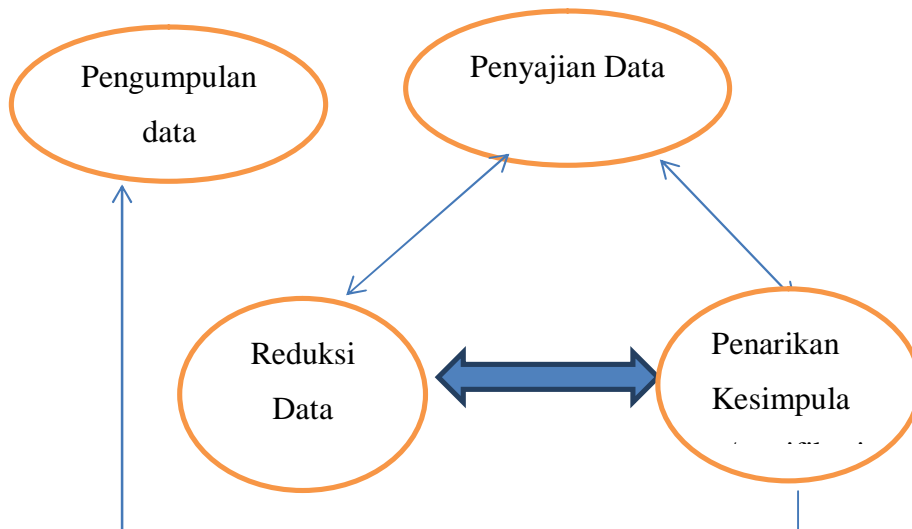 Pengumpulan
data
Penyajian Data
Reduksi
Data
Penarikan
Kesimpula